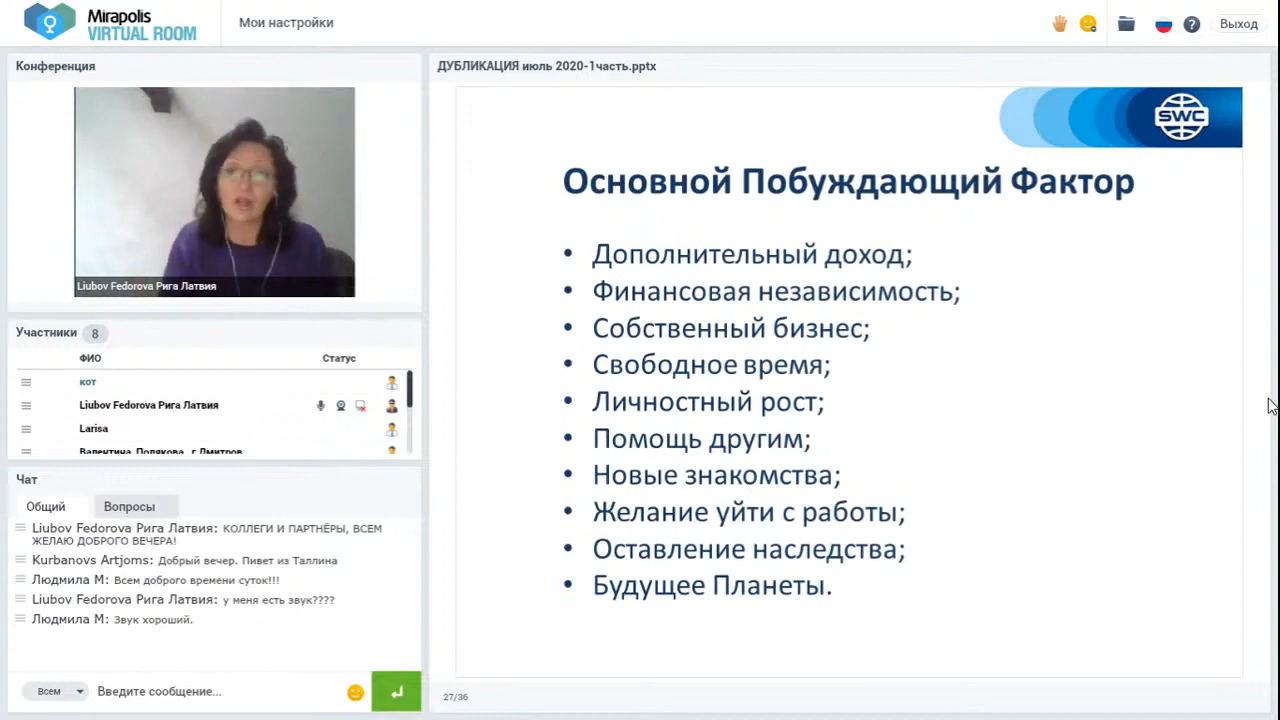 Mirapolis
VIRTUAL ROOM
Мои настройки
Выход
Конференция
Liubov Fedorova Рига Латвия
Участники 8
ФИО Статус
кот
Liubov Fedorova Рига Латвия
Larisa
Валентина Полякова г Дмитров
Чат
Общий Вопросы
Liubov Fedorova Рига Латвия: КОЛЛЕГИ И ПАРТНЁРЫ, ВСЕМ
ЖЕЛАЮ ДОБРОГО ВЕЧЕРА!
Kurbanovs Artjoms: Добрый вечер. Пивет из Таллина
Людмила М: Всем доброго времени суток!!!
Liubov Fedorova Рига Латвия: у меня есть звук????
Людмила М: Звук хороший.
Всем Введите сообщение...
ДУБЛИКАЦИЯ июль 2020-1часть.pptx
SWC
Основной Побуждающий Фактор
• Дополнительный доход;
• Финансовая независимость;
• Собственный бизнес;
• Свободное время;
• Личностный рост;
• Помощь другим;
• Новые знакомства;
• Желание уйти с работы;
• Оставление наследства;
• Будущее Планеты.
27/36